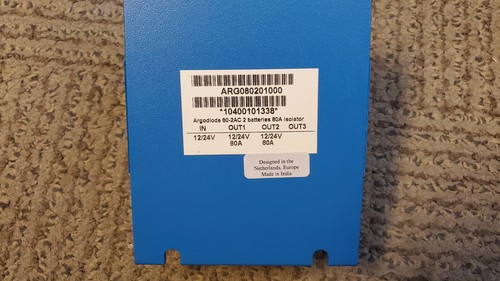 ARG080201000
*10400101338*
Argodiode 80-2AC 2 batteries 80A isolator
IN OUT1 OUT2 OUT3
12/24V 12/24V 12/24V
80A 80A
Designed in the
Netherlands, Europe
Made in India